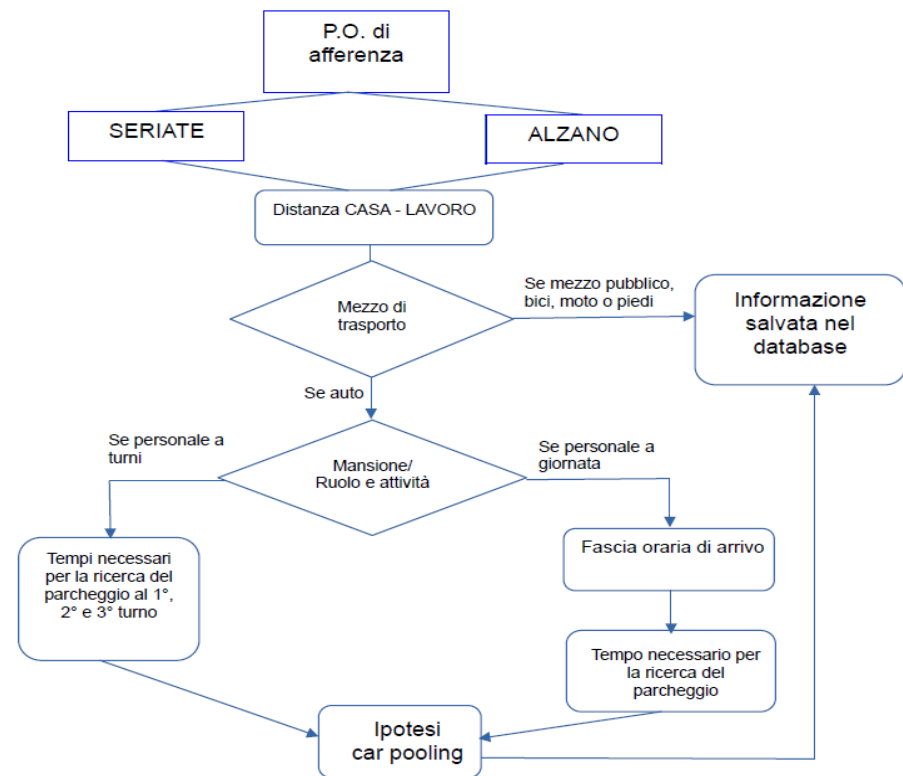 P.O. di
afferenza
SERIATE
ALZANO
Distanza CASA - LAVORO
Mezzo di
trasporto
Se mezzo pubblico,
bici, moto o piedi
Informazione
salvata nel
database
Se auto
Se personale a
turni
Mansione/
Ruolo e attività
Se personale a
giornata
Tempi necessari
per la ricerca del
parcheggio al 1°,
2° e 3° turno
Fascia oraria di arrivo
Tempo necessario per
la ricerca del
parcheggio
Ipotesi
car pooling